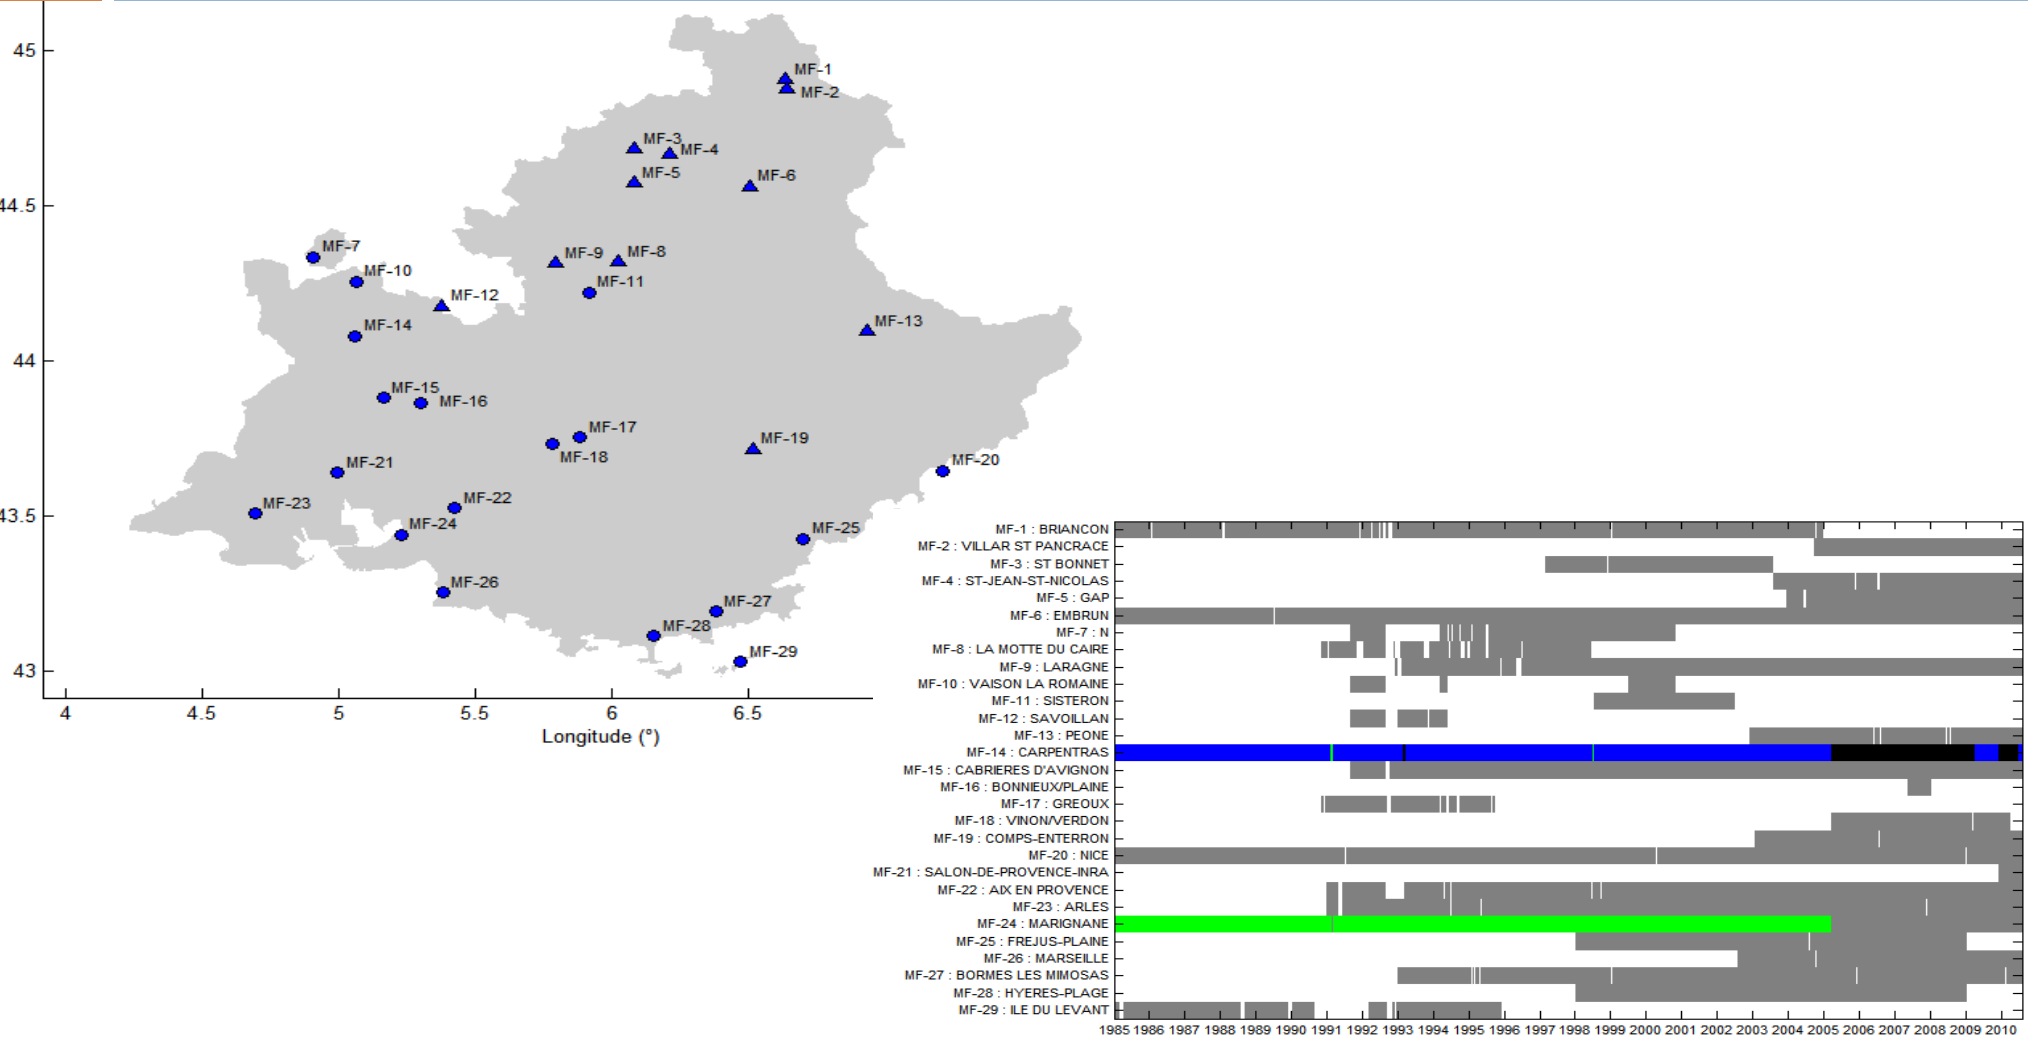 45
MF-1
MF-2
MF-3
MF-4
MF-5
MF-6
44.5
MF-7
MF-9
MF-8
MF-10
MF-11
MF-12
MF-14
MF-13
44
MF-15
MF-16
MF-17
MF-18
MF-19
MF-20
MF-21
MF-22
MF-23
43.5
MF-24
MF-25
MF-26
MF-27
MF-28
MF-29
43
4 4.5 5 5.5 6 6.5
Longitude (°)
MF-1 : BRIANCON
MF-2 : VILLAR ST PANCRACE
MF-3 : ST BONNET
MF-4 : ST-JEAN-ST-NICOLAS
MF-5 : GAP
MF-6 : EMBRUN
MF-7 : N
MF-8 : LA MOTTE DU CAIRE
MF-9 : LARAGNE
MF-10 : VAISON LA ROMAINE
MF-11 : SISTERON
MF-12 : SAVOILLAN
MF-13 : PEONE
MF-14 : CARPENTRAS
MF-15 : CABRIERES D'AVIGNON
MF-16 : BONNIEUX/PLAINE
MF-17 : GREOUX
MF-18 : VINON/VERDON
MF-19 : COMPS-ENTERRON
MF-20 : NICE
MF-21 : SALON-DE-PROVENCE-INRA
MF-22 : AIX EN PROVENCE
MF-23 : ARLES
MF-24 : MARIGNANE
MF-25 : FREJUS-PLAINE
MF-26 : MARSEILLE
MF-27 : BORMES LES MIMOSAS
MF-28 : HYERES-PLAGE
MF-29 : ILE DU LEVANT
1985 1986 1987 1988 1989 1990 1991 1992 1993 1994 1995 1996 1997 1998 1999 2000 2001 2002 2003 2004 2005 2006 2007 2008 2009 2010